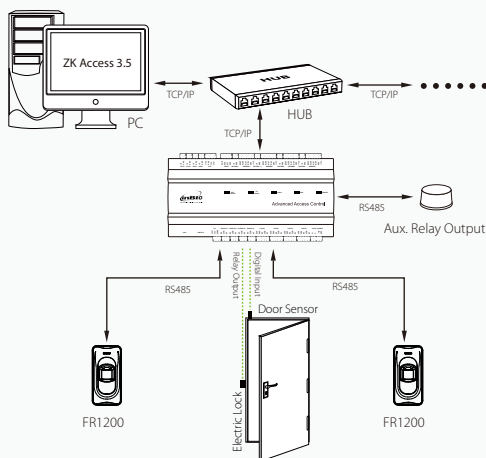 ZK Access 3.5
HUB
TCP/IP
TCP/IP
PC
HUB
TCP/IP
Advanced Access Control
RS485
Aux. Relay Output
RS485
Relay Output
Digital Input
RS485
Door Sensor
Electric Lock
FR1200
FR1200